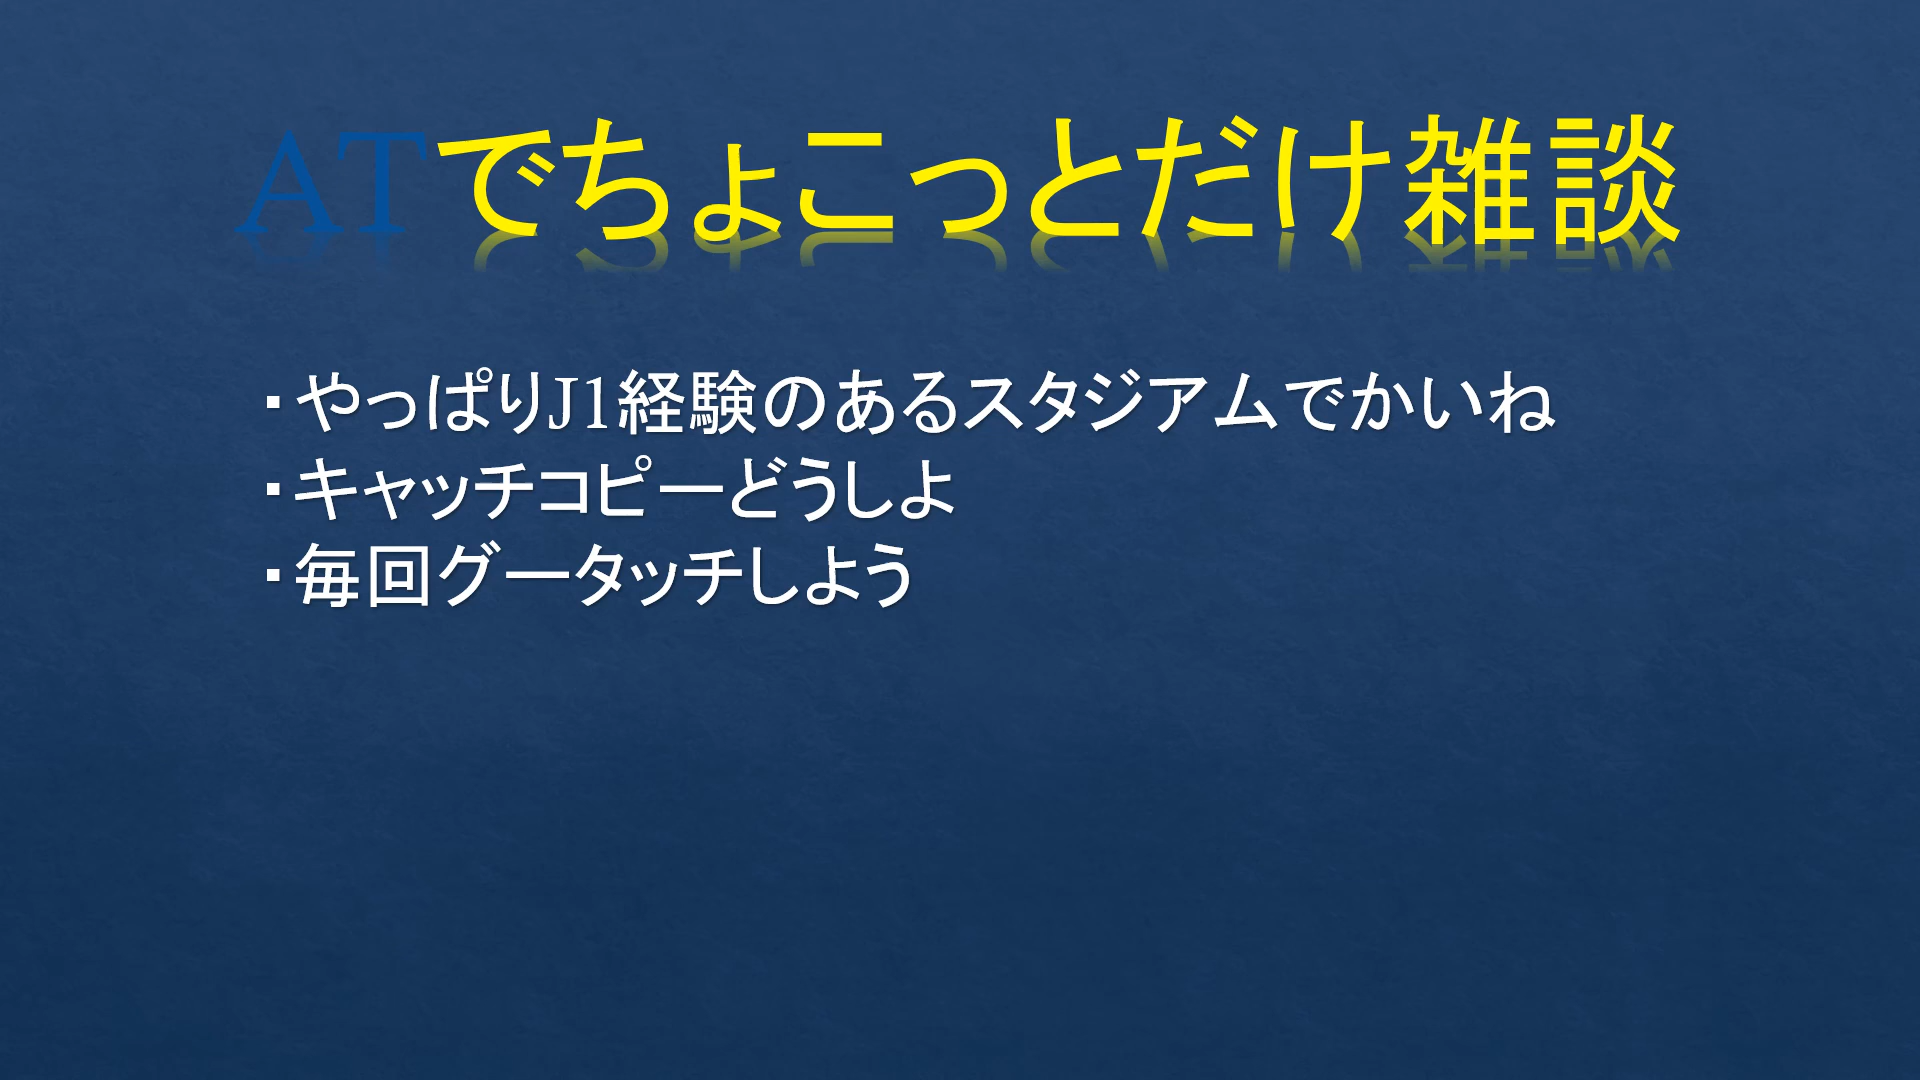 ATでちょこっとだけ雑談
・やっぱりJ1経験のあるスタジアムでかいね
・キャッチコピーどうしよ
・毎回グータッチしよう